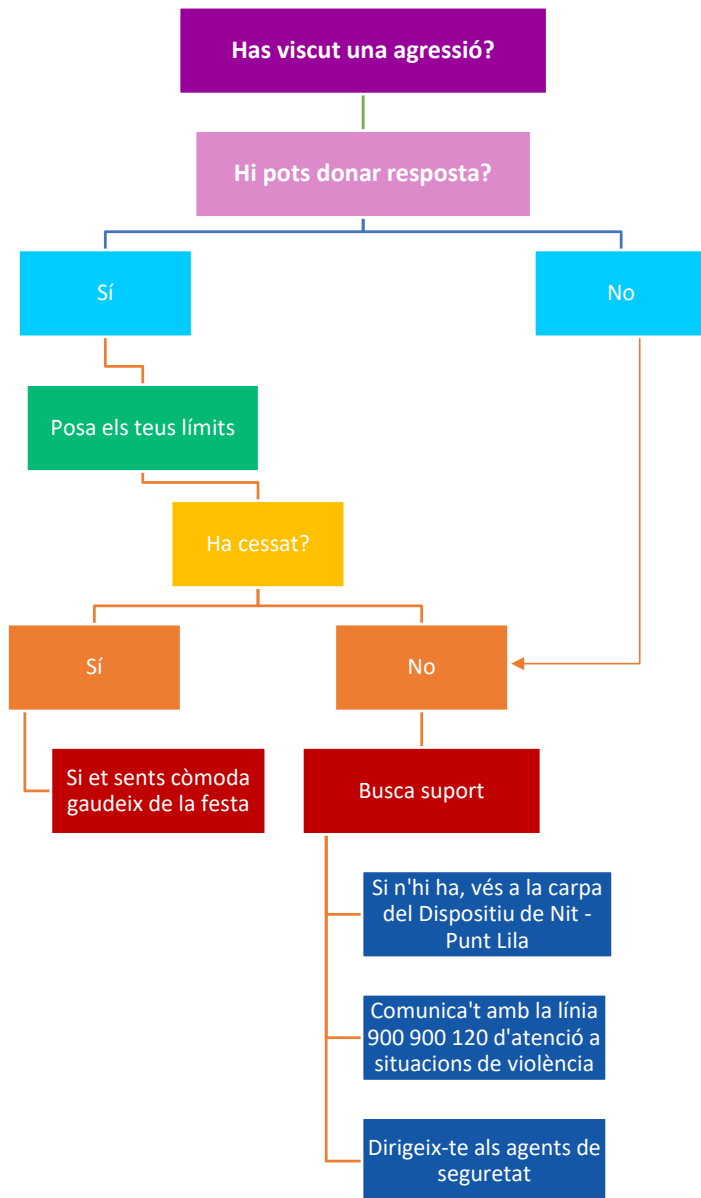 Has viscut una agressió?
Hi pots donar resposta?
Sí
No
Posa els teus límits
Ha cessat?
Sí
No
Si et sents còmoda
gaudeix de la festa
Busca suport
Si n'hi ha, vés a la carpa
del Dispositiu de Nit -
Punt Lila
Comunica't amb la línia
900 900 120 d'atenció a
situacions de violència
Dirigeix-te als agents de
seguretat